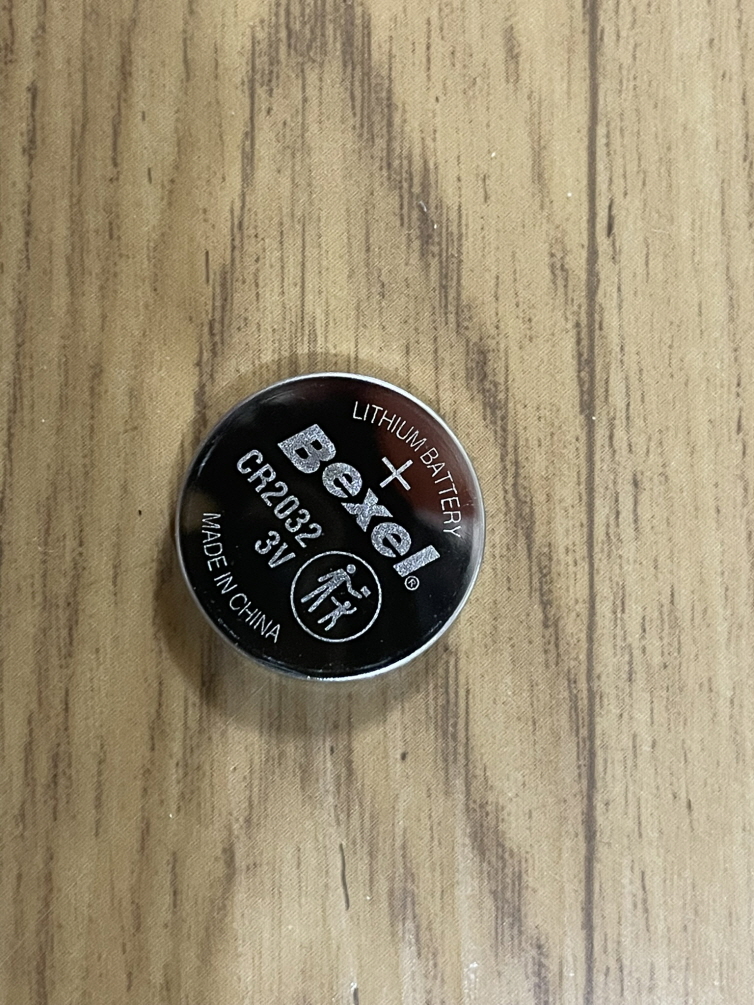 LITHIUM BATTERY
+
Bexel®
CR2032
3V
MADE IN CHINA